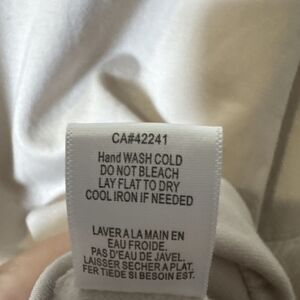 CA#42241
Hand WASH COLD
DO NOT BLEACH
LAY FLAT TO DRY
COOL IRON IF NEEDED
LAVER A LA MAIN EN
EAU FROIDE.
PAS D'EAU DE JAVEL.
LAISSER SECHER A PLAT.
FER TIEDE SI BESOIN EST.